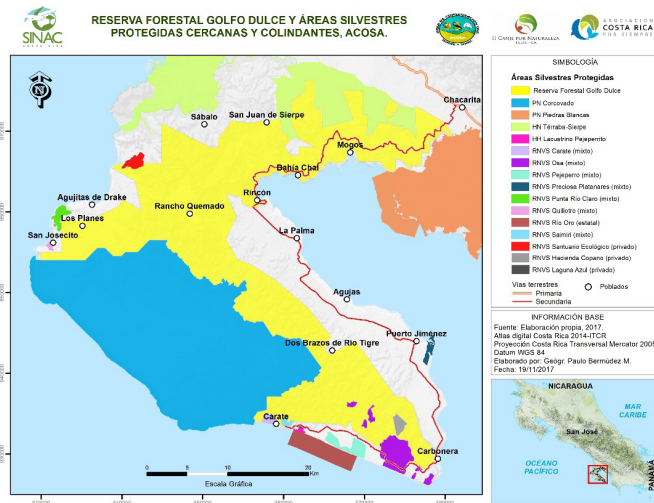 SINAC
RESERVA FORESTAL GOLFO DULCE Y ÁREAS SILVESTRES
PROTEGIDAS CERCANAS Y COLINDANTES, ACOSA.
II CANJE POR NATURALEZA
ASOCIACIÓN
COSTA RICA
POR SIEMPRE
N
Chacarita
Sábalo
San Juan de Sierpe
Mogos
Bahía Chal
Rincón
Agujitas de Drake
Rancho Quemado
Los Planes
San Josecito
La Palma
Agujas
Puerto Jiménez
Dos Brazos de Río Tigre
Carate
Carbonera
0 5 10 20
Km
Escala Gráfica
SIMBOLOGÍA
Áreas Silvestres Protegidas
Reserva Forestal Golfo Dulce
PN Corcovado
PN Piedras Blancas
HN Térraba-Sierpe
HH Lacustrino Pejeperrito
RNVS Carate (mixto)
RNVS Osa (mixto)
RNVS Pejeperro (mixto)
RNVS Preciosa Platanares (mixto)
RNVS Punta Río Claro (mixto)
RNVS Quillotro (mixto)
RNVS Río Oro (estatal)
RNVS Saimiri (mixto)
RNVS Santuario Ecológico (privado)
RNVS Hacienda Copano (privado)
RNVS Laguna Azul (privado)
Vías terrestres
Poblados
Primaria
Secundaria
INFORMACIÓN BASE
Fuente: Elaboración propia, 2017.
Atlas digital Costa Rica 2014-ITCR
Proyección Costa Rica Transversal Mercator 2005
Datum WGS 84
Elaborado por: Geógr. Paulo Bermúdez M.
Fecha: 19/11/2017
NICARAGUA
MAR
CARIBE
San José
OCÉANO
PACÍFICO
PANAMÁ